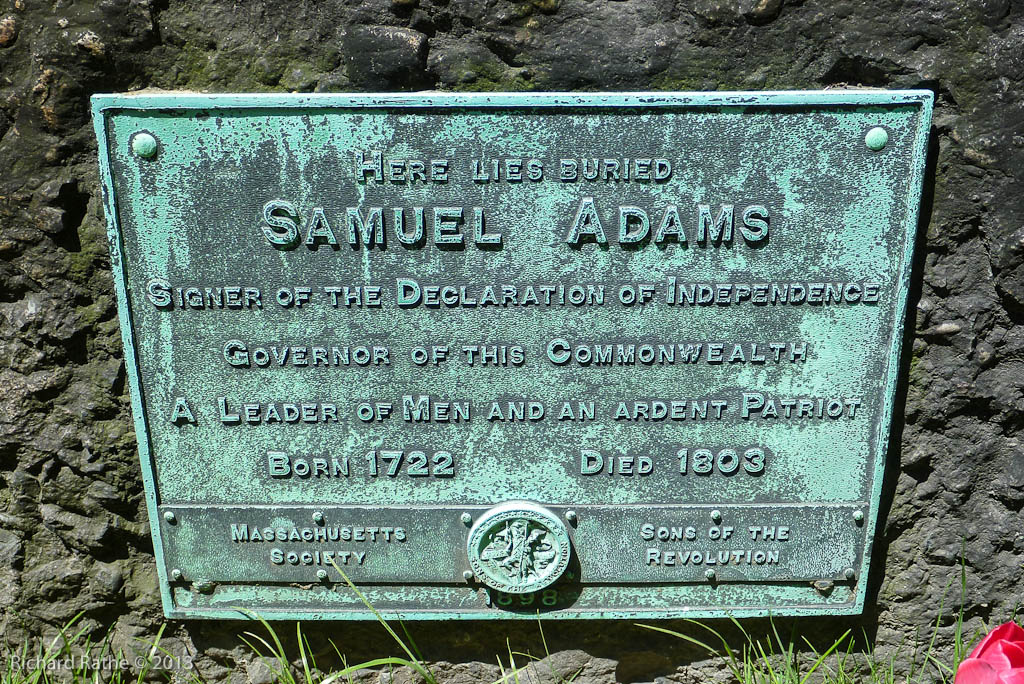 Here lies buried
Samuel Adams
Signer of the Declaration of Independence
Governor of this Commonwealth
A Leader of Men and an ardent Patriot
Born 1722 Died 1803
Massachusetts
Society
Sons of the
Revolution
1898
Richard Rathe © 2013